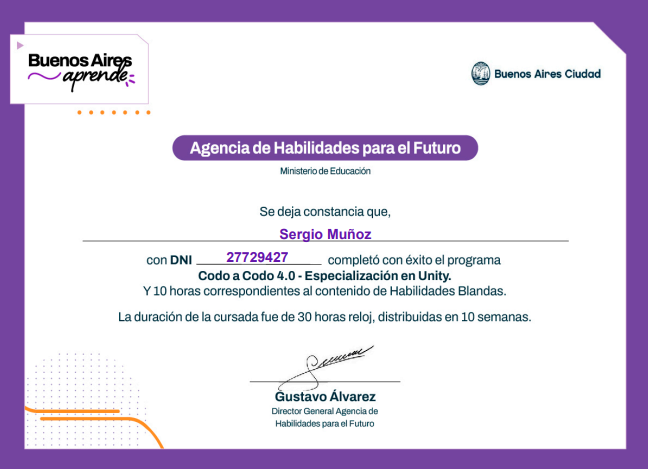 Buenos Aires
aprende
Buenos Aires Ciudad
Agencia de Habilidades para el Futuro
Ministerio de Educación
Se deja constancia que,
Sergio Muñoz
con DNI 27729427 completó con éxito el programa
Codo a Codo 4.0 - Especialización en Unity.
Y 10 horas correspondientes al contenido de Habilidades Blandas.
La duración de la cursada fue de 30 horas reloj, distribuidas en 10 semanas.
Gustavo Álvarez
Director General Agencia de
Habilidades para el Futuro